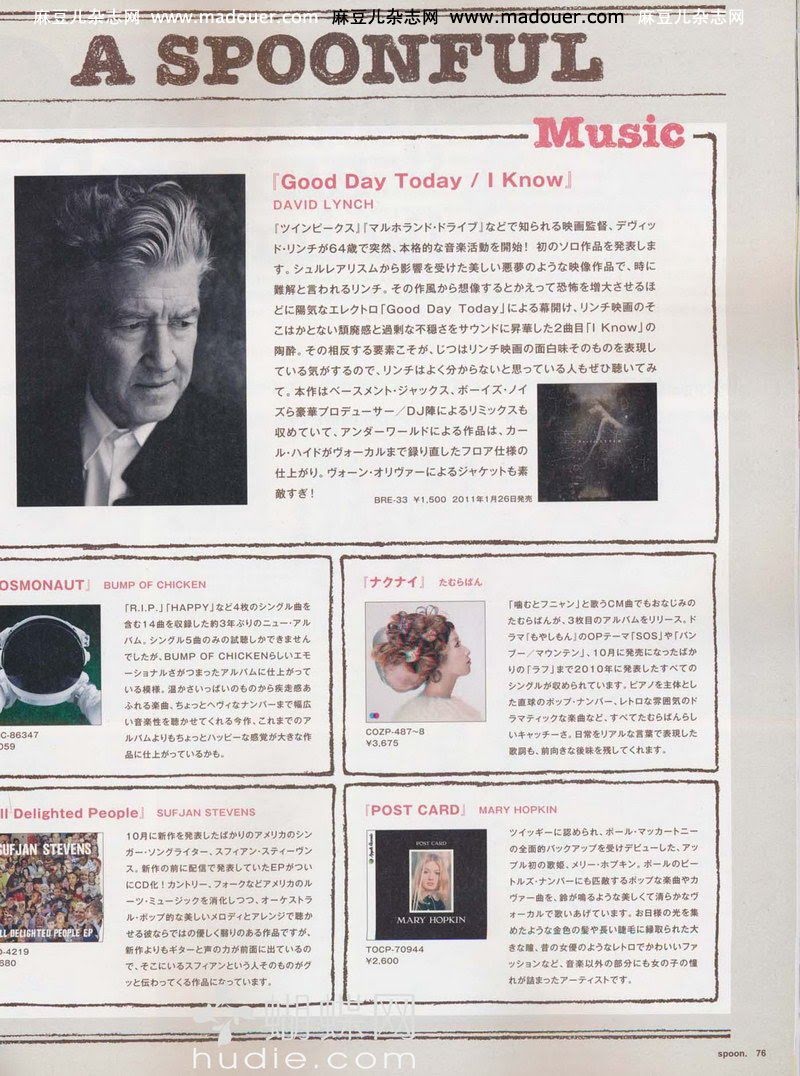 麻豆儿杂志网 www.madouer.com 麻豆儿杂志网 www.madouer.com 麻豆儿杂志网
A SPOONFUL
Music
『Good Day Today / I Know』
DAVID LYNCH
『ツインピークス』『マルホランド・ドライブ』などで知られる映画監督、デヴィッ
ド・リンチが64歳で突然、本格的な音楽活動を開始! 初のソロ作品を発表しま
す。シュルレアリスムから影響を受けた美しい悪夢のような映像作品で、時に
難解と言われるリンチ。その作風から想像するとかえって恐怖を増大させるほ
どに陽気なエレクトロ「Good Day Today」による幕開け、リンチ映画のそ
こはかとない頽廃感と過剰な不穏さをサウンドに昇華した2曲目「I Know」の
陶酔。その相反する要素こそが、じつはリンチ映画の面白味そのものを表現し
ている気がするので、リンチはよく分からないと思っている人もぜひ聴いてみ
て。本作はベースメント・ジャックス、ボーイズ・ノイ
ズら豪華プロデューサー/DJ陣によるリミックスも
収めていて、アンダーワールドによる作品は、カー
ル・ハイドがヴォーカルまで録り直したフロア仕様の
仕上がり。ヴォーン・オリヴァーによるジャケットも素
敵すぎ!
BRE-33 ¥1,500 2011年1月26日発売
OSMONAUT』 BUMP OF CHICKEN
「R.I.P.」「HAPPY」など4枚のシングル曲を
含む14曲を収録した約3年ぶりのニュー・アル
バム。シングル5曲のみの試聴しかできません
でしたが、BUMP OF CHICKENらしいエモ
ーショナルさがつまったアルバムに仕上がって
いる模様。温かさいっぱいのものから疾走感あ
ふれる楽曲、ちょっとヘヴィなナンバーまで幅広
い音楽性を聴かせてくれる今作、これまでのア
ルバムよりもちょっとハッピーな感覚が大きな作
品に仕上がっているかも。
C-86347
059
『ナクナイ』 たむらぱん
「噛むとフニャン」と歌うCM曲でもおなじみの
たむらぱんが、3枚目のアルバムをリリース。ド
ラマ『もやしもん』のOPテーマ「SOS」や「バン
ブー/マウンテン」、10月に発売になったばか
りの「ラフ」まで2010年に発表したすべての
シングルが収められています。ピアノを主体とし
た直球のポップ・ナンバー、レトロな雰囲気のド
ラマティックな楽曲など、すべてたむらぱんらし
いキャッチーさ。日常をリアルな言葉で表現した
歌詞も、前向きな後味を残してくれます。
COZP-487~8
¥3,675
ll Delighted People』 SUFJAN STEVENS
10月に新作を発表したばかりのアメリカのシン
ガー・ソングライター、スフィアン・スティーヴン
ス。新作の前に配信で発表していたEPがつい
にCD化! カントリー、フォークなどアメリカのル
ーツ・ミュージックを消化しつつ、オーケストラ
ル・ポップ的な美しいメロディとアレンジで聴か
せる彼ならではの優しく翳りのある作品ですが、
新作よりもギターと声の力が前面に出ているの
で、そこにいるスフィアンという人そのものがグ
ッと伝わってくる作品になっています。
SUFJAN STEVENS
LL DELIGHTED PEOPLE EP
D-4219
680
『POST CARD』 MARY HOPKIN
ツイッギーに認められ、ポール・マッカートニー
の全面的バックアップを受けデビューした、アッ
プル初の歌姫、メリー・ホプキン。ポールのビー
トルズ・ナンバーにも匹敵するポップな楽曲やカ
ヴァー曲を、鈴が鳴るような美しくて清らかなヴ
ォーカルで歌いあげています。お日様の光を集
めたような金色の髪や長い睫毛に縁取られた大
きな瞳、昔の女優のようなレトロでかわいいファ
ッションなど、音楽以外の部分にも女の子の憧
れが詰まったアーティストです。
POST CARD
MARY HOPKIN
TOCP-70944
¥2,600
蝴蝶网
hudie.com
spoon. 76